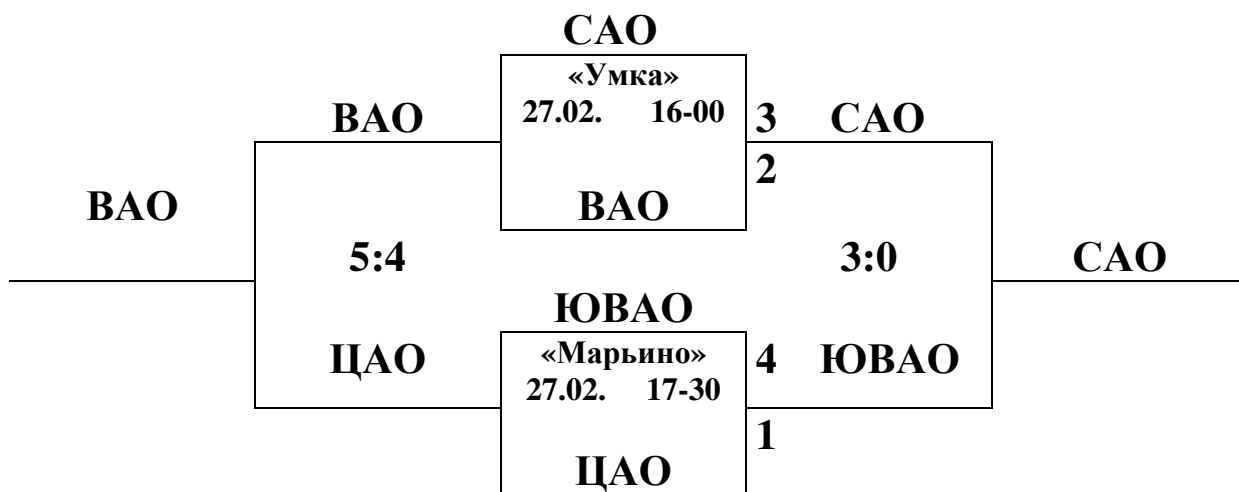 САО
«Умка»
27.02. 16-00
3
САО
ВАО
2
ВАО
ВАО
5:4
3:0
САО
ЮВАО
«Марьино»
27.02. 17-30
4
ЮВАО
ЦАО
1
ЦАО